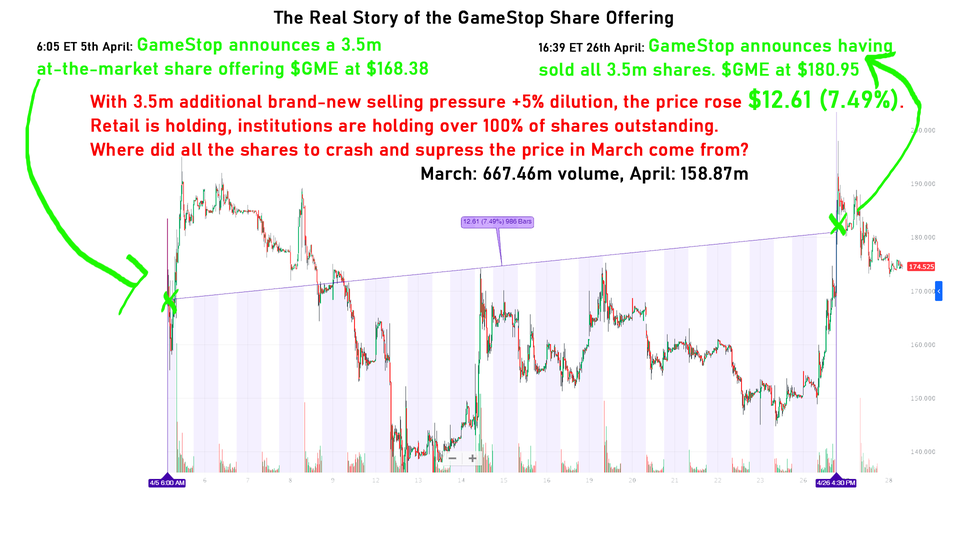 The Real Story of the GameStop Share Offering
6:05 ET 5th April: GameStop announces a 3.5m
at-the-market share offering $GME at $168.38
16:39 ET 26th April: GameStop announces having
sold all 3.5m shares. $GME at $180.95
With 3.5m additional brand-new selling pressure +5% dilution, the price rose $12.61 (7.49%).
Retail is holding, institutions are holding over 100% of shares outstanding.
Where did all the shares to crash and supress the price in March come from?
March: 667.46m volume, April: 158.87m
200.000
190.000
12.61 (7.49%) 986 Bars
180.000
174.525
170.000
160.000
150.000
140.000
4/5 6:00 AM 6 7 8 9 12 13 14 15 16 19 20 21 22 23 26 4/26 4:30 PM 28